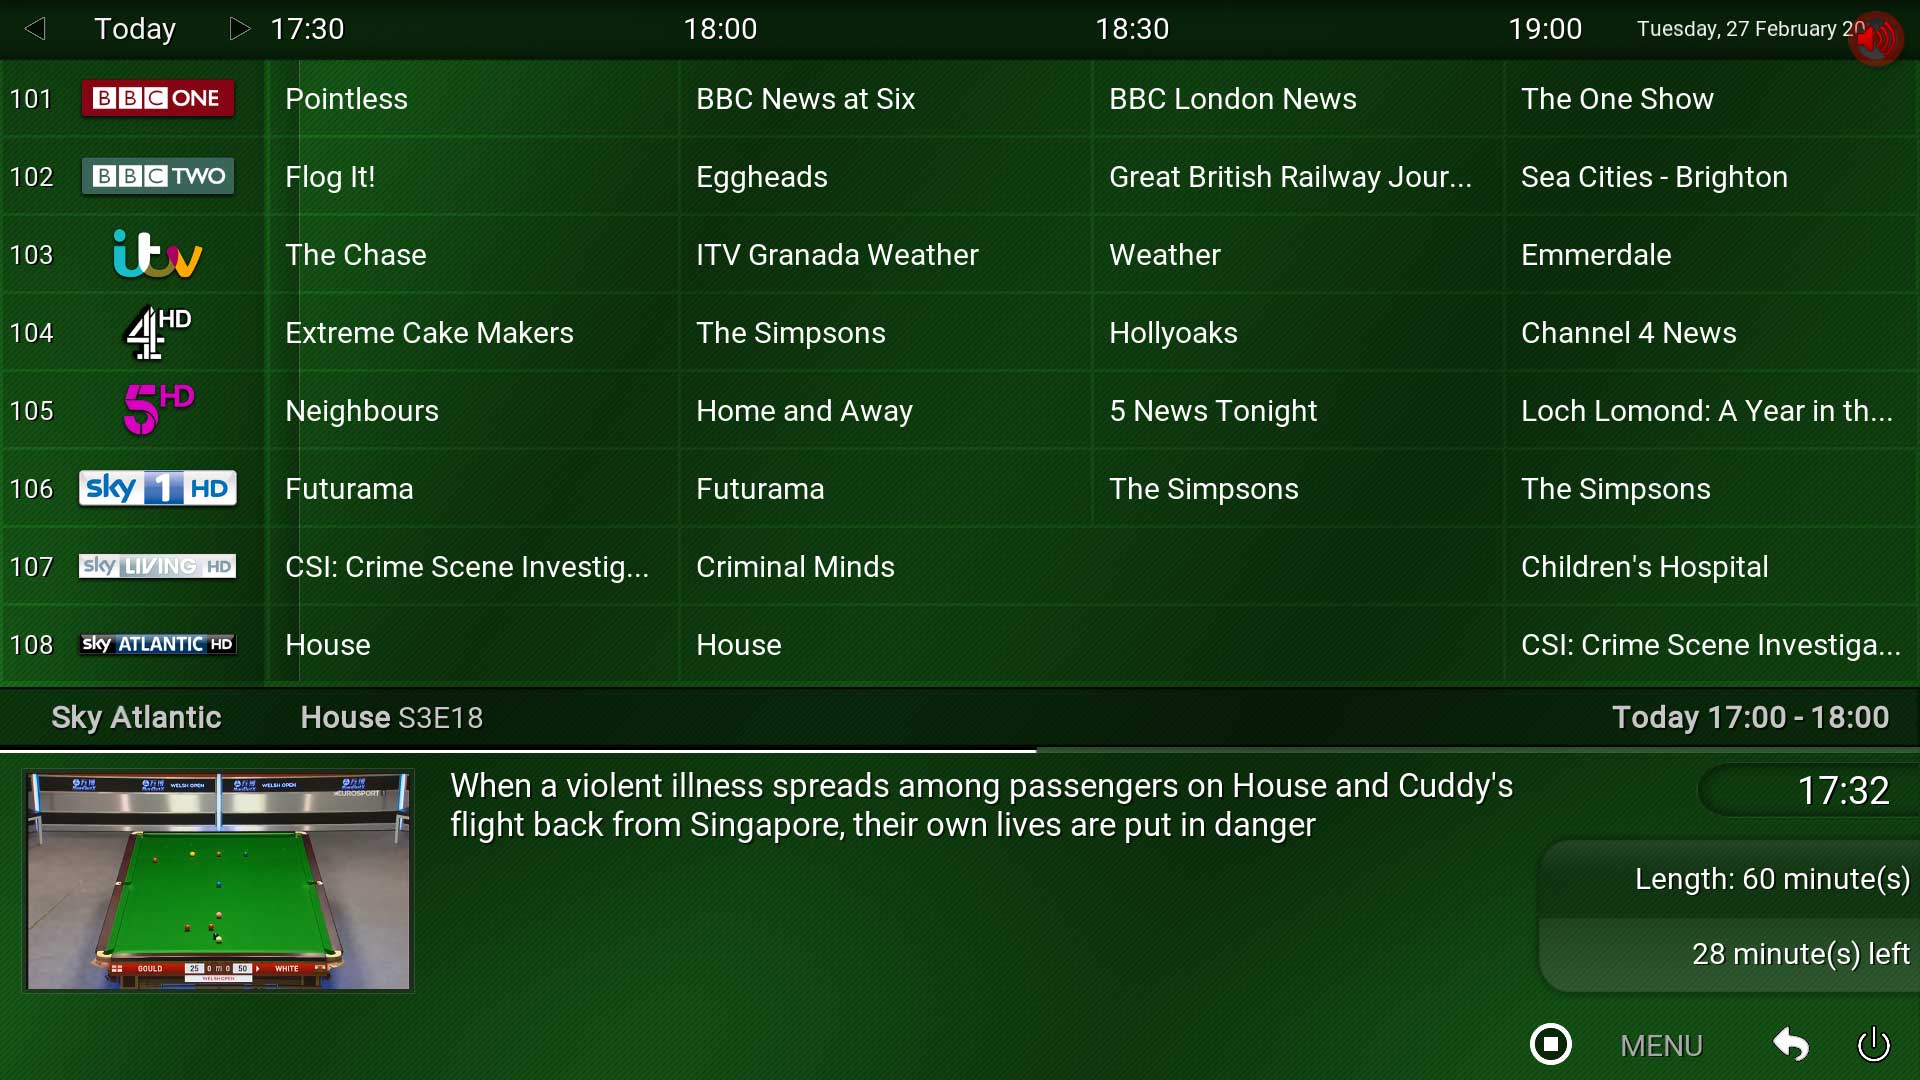 Today 17:30 18:00 18:30 19:00 Tuesday, 27 February 20
101 BBC ONE Pointless BBC News at Six BBC London News The One Show
102 BBC TWO Flog It! Eggheads Great British Railway Jour... Sea Cities - Brighton
103 itv The Chase ITV Granada Weather Weather Emmerdale
104 4HD Extreme Cake Makers The Simpsons Hollyoaks Channel 4 News
105 5HD Neighbours Home and Away 5 News Tonight Loch Lomond: A Year in th...
106 sky 1 HD Futurama Futurama The Simpsons The Simpsons
107 sky LIVING HD CSI: Crime Scene Investig... Criminal Minds Children's Hospital
108 sky ATLANTIC HD House House CSI: Crime Scene Investiga...
Sky Atlantic House S3E18 Today 17:00 - 18:00
When a violent illness spreads among passengers on House and Cuddy's
flight back from Singapore, their own lives are put in danger
17:32
Length: 60 minute(s)
28 minute(s) left
WELSH OPEN WELSH OPEN
EUROSPORT 1
GOULD 25 0 0 50 WHITE
WELSH OPEN
MENU